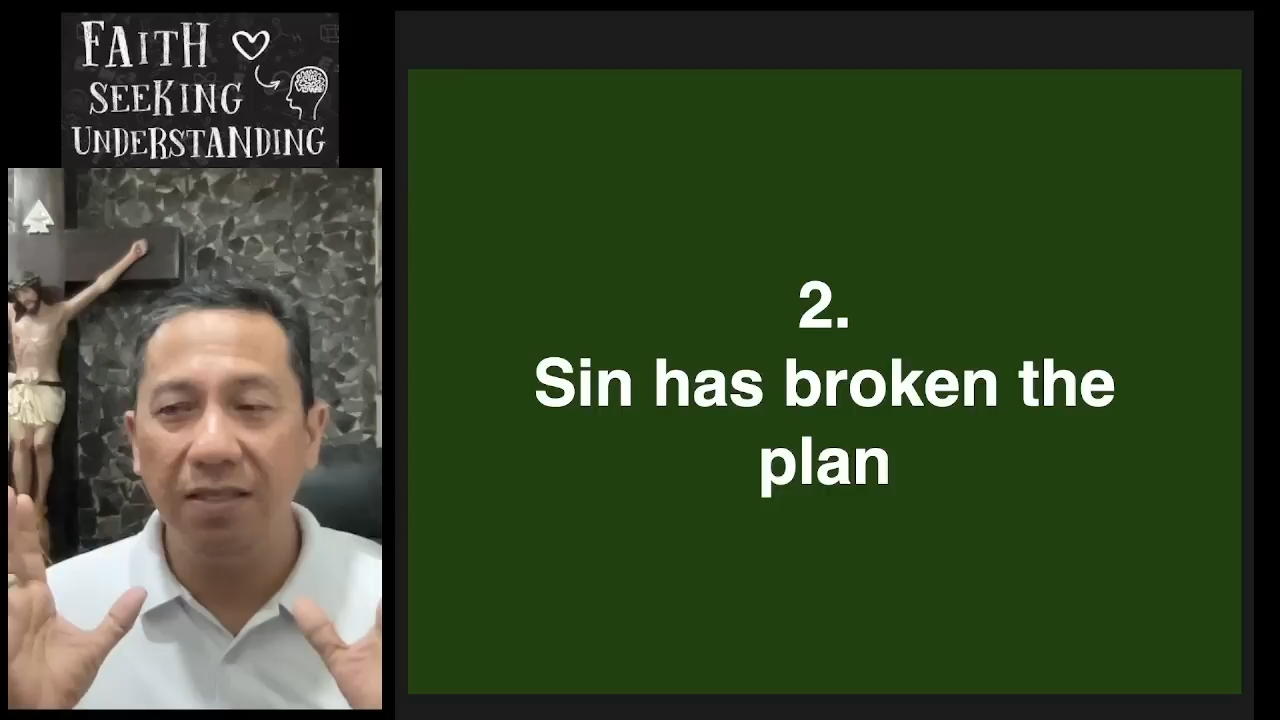 FAITH
SEEKING
UNDERSTANDING
2.
Sin has broken the
plan